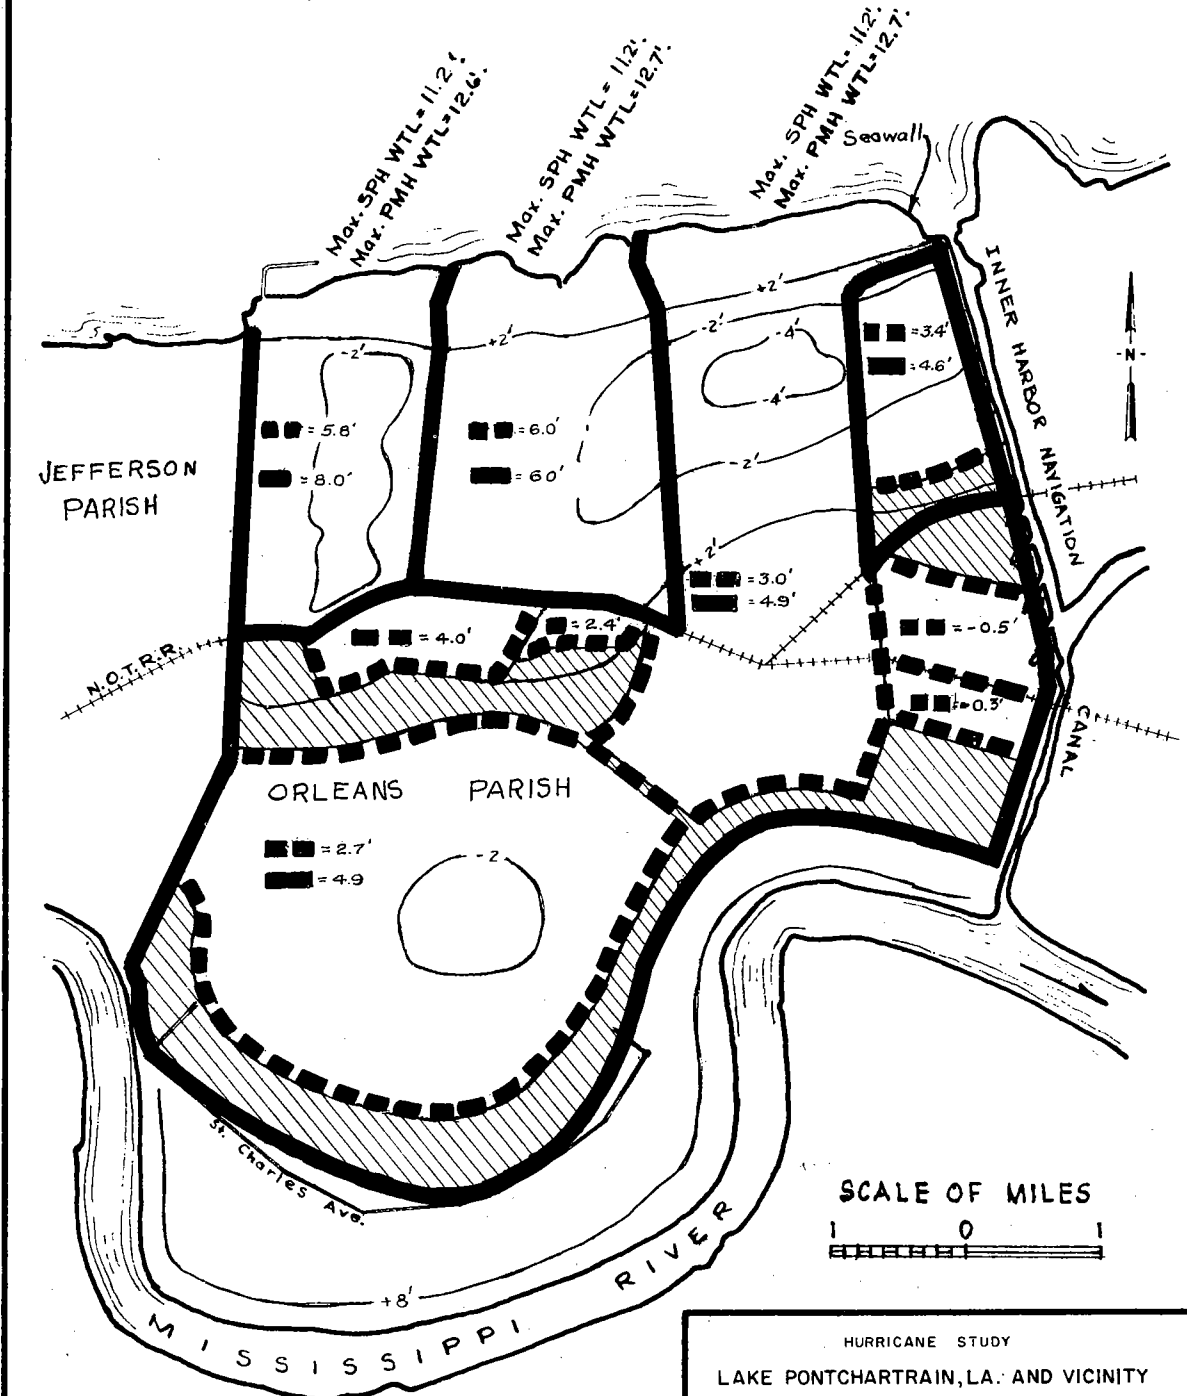 Max. SPH WTL = 11.2'.
Max. PMH WTL = 12.6'.
Max. SPH WTL = 11.2'.
Max. PMH WTL = 12.7'.
Max. SPH WTL = 11.2'.
Max. PMH WTL = 12.7'.
Seawall
INNER HARBOR NAVIGATION
CANAL
+2'
+2'
-2'
-2'
-4'
-4'
= 3.4'
= 4.6'
-N-
= 5.8'
= 8.0'
= 6.0'
= 6.0'
JEFFERSON
PARISH
-2'
+2'
= 3.0'
= 4.9'
= 4.0'
= 2.4'
= -0.5'
= -0.3'
N.O.T.R.R.
ORLEANS PARISH
= 2.7'
= 4.9
-2
St. Charles Ave.
+8'
MISSISSIPPI RIVER
SCALE OF MILES
1 0 1
HURRICANE STUDY
LAKE PONTCHARTRAIN, LA. AND VICINITY